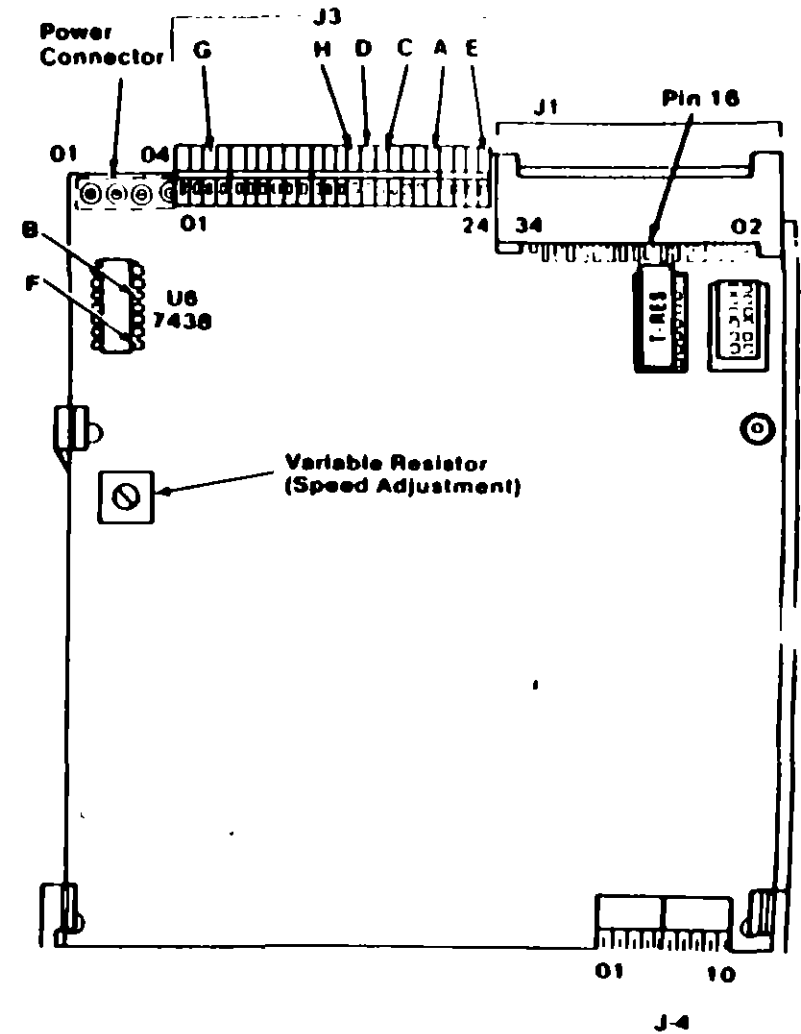 J3
Power
Connector
G H D C A E
J1
Pin 16
01 04
01 24 34 02
B
F
U6
7438
T-RES
Variable Resistor
(Speed Adjustment)
01 10
J-4